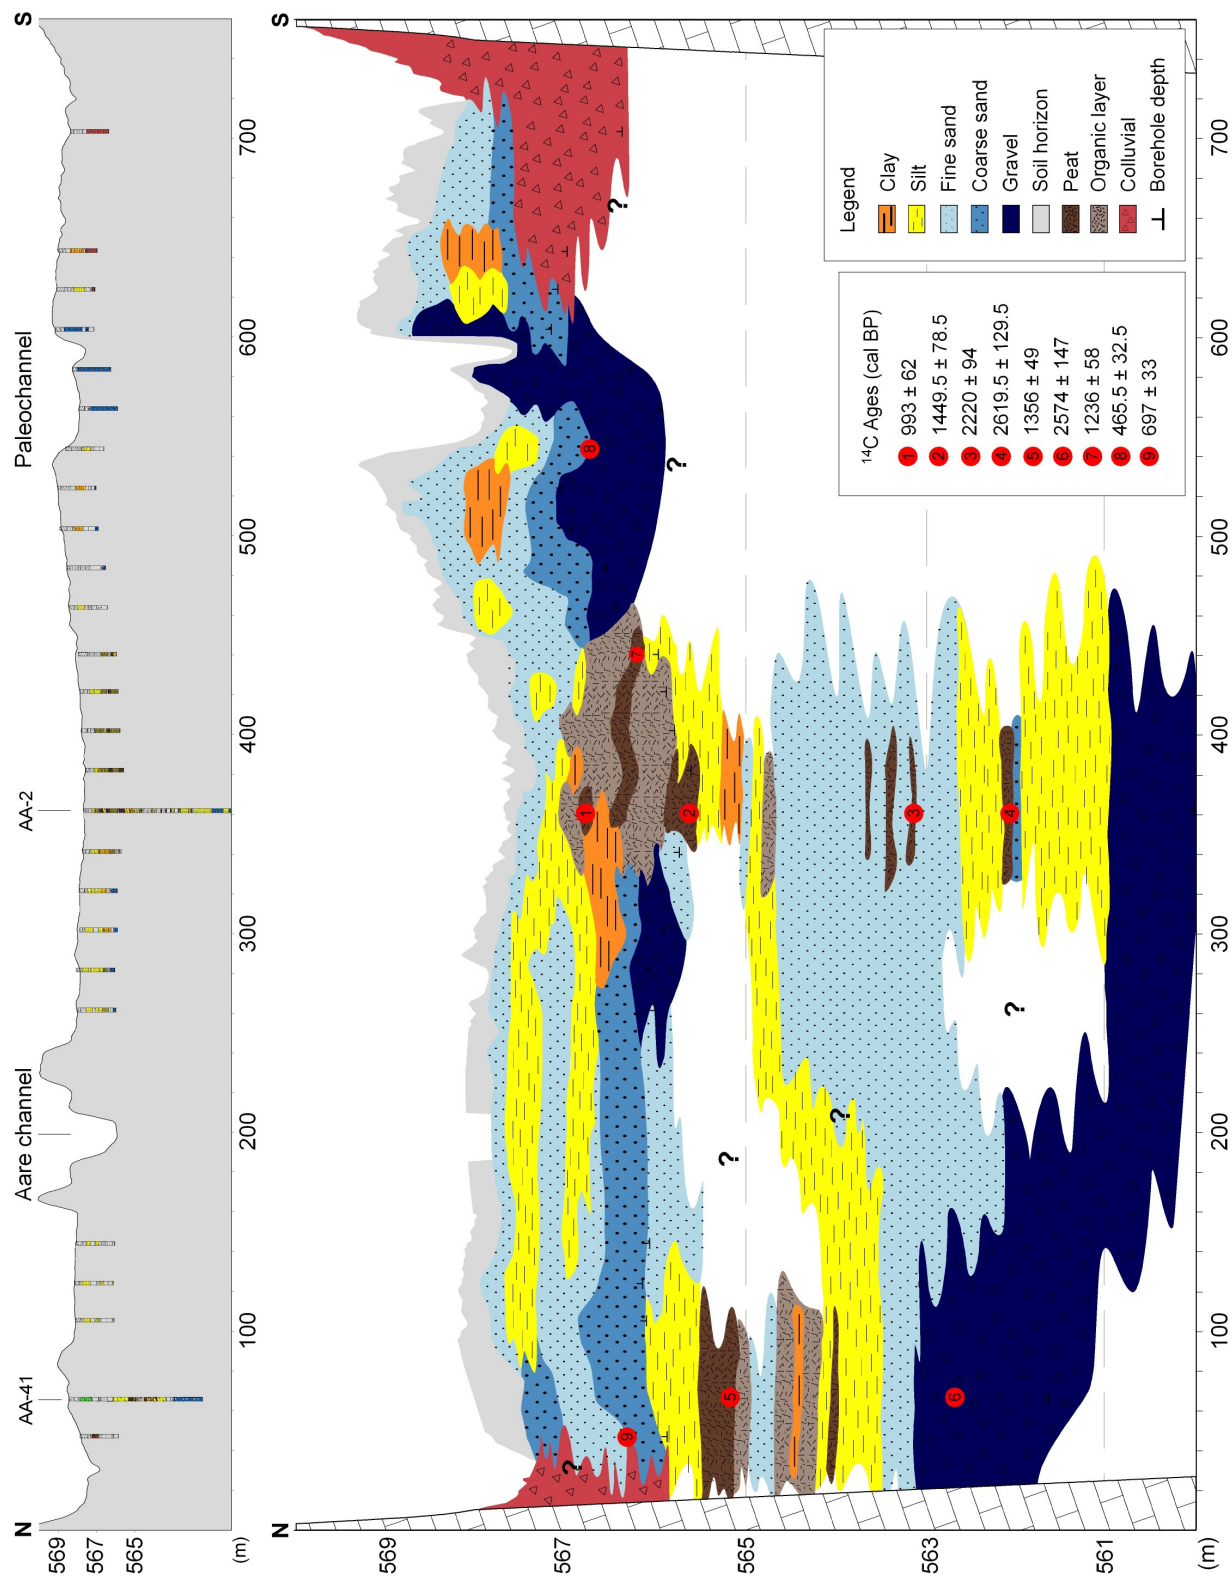 N
AA-41
Aare channel
AA-2
Paleochannel
S
569
567
565
(m)
100
200
300
400
500
600
700
N
S
569
567
565
563
561
(m)
?
?
?
?
?
?
1
2
3
4
5
6
7
8
9
100
200
300
400
500
600
700
14C Ages (cal BP)
1 993 ± 62
2 1449.5 ± 78.5
3 2220 ± 94
4 2619.5 ± 129.5
5 1356 ± 49
6 2574 ± 147
7 1236 ± 58
8 465.5 ± 32.5
9 697 ± 33
Legend
Clay
Silt
Fine sand
Coarse sand
Gravel
Soil horizon
Peat
Organic layer
Colluvial
Borehole depth